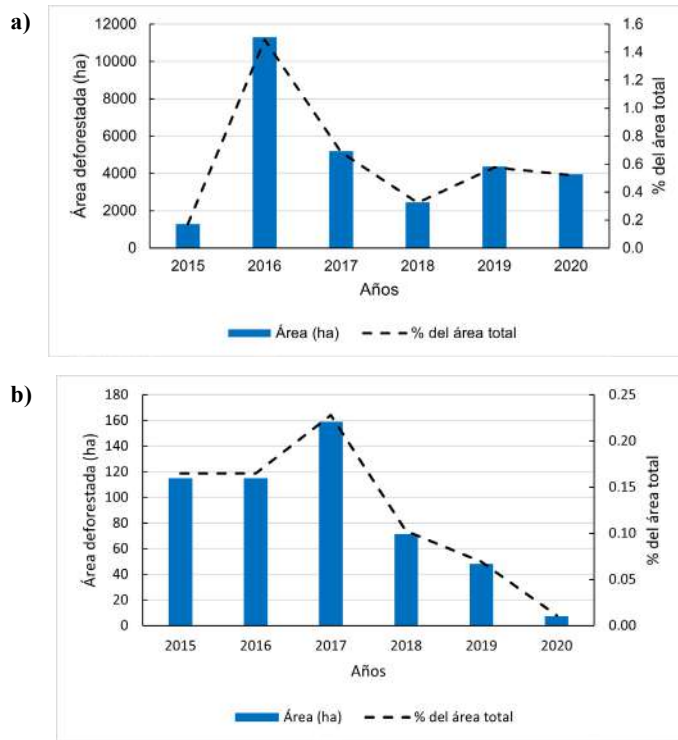 a)
12000
10000
8000
6000
4000
2000
0
Área deforestada (ha)
1.6
1.4
1.2
1.0
0.8
0.6
0.4
0.2
0.0
% del área total
2015 2016 2017 2018 2019 2020
Años
Área (ha) % del área total
b)
180
160
140
120
100
80
60
40
20
0
Área deforestada (ha)
0.25
0.20
0.15
0.10
0.05
0.00
% del área total
2015 2016 2017 2018 2019 2020
Años
Área (ha) % del área total